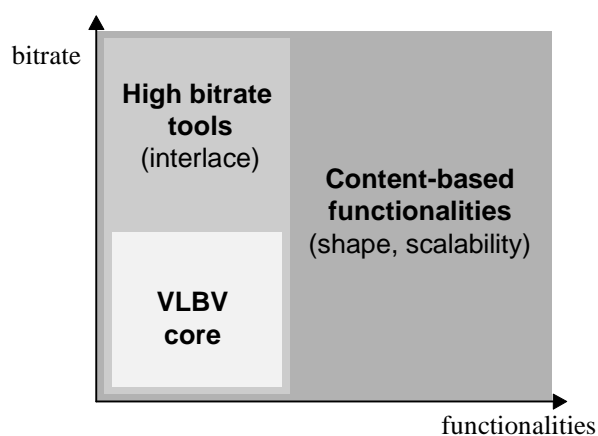 bitrate
High bitrate
tools
(interlace)
Content-based
functionalities
(shape, scalability)
VLBV
core
functionalities